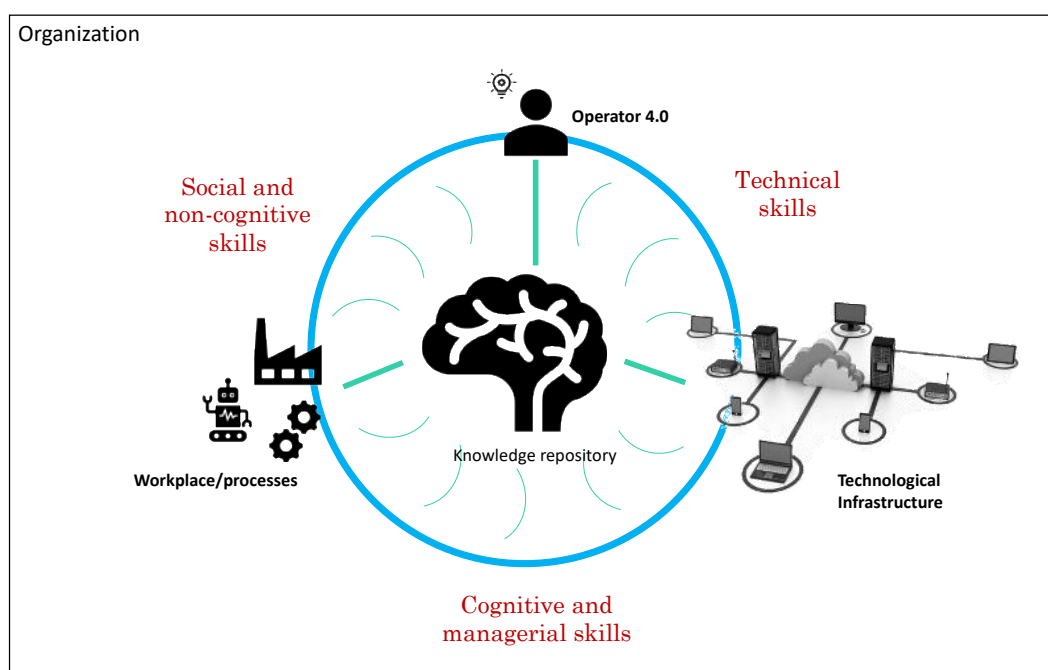 Organization
Operator 4.0
Social and
non-cognitive
skills
Technical
skills
Knowledge repository
Workplace/processes
Technological
Infrastructure
Cognitive and
managerial skills